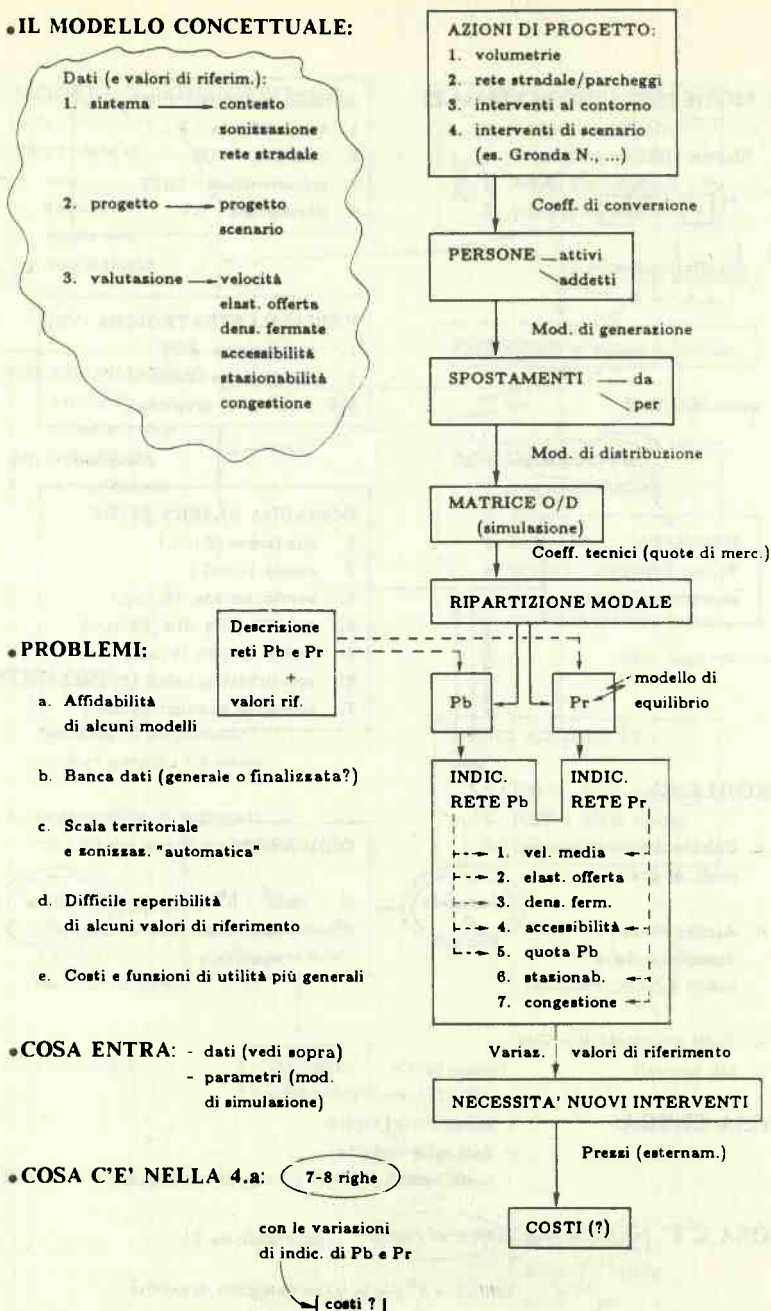 •IL MODELLO CONCETTUALE:
Dati (e valori di riferim.):
1. sistema contesto
sonissazione
rete stradale
2. progetto progetto
scenario
3. valutasione velocità
elast. offerta
dens. fermate
accessibilità
stazionabilità
congestione
•PROBLEMI:
a. Affidabilità
di alcuni modelli
b. Banca dati (generale o finalizzata?)
c. Scala territoriale
e sonizzaz. "automatica"
d. Difficile reperibilità
di alcuni valori di riferimento
e. Costi e funzioni di utilità più generali
•COSA ENTRA: - dati (vedi sopra)
- parametri (mod.
di simulazione)
•COSA C'E' NELLA 4.a: 7-8 righe
con le variazioni
di indic. di Pb e Pr
costi ?
AZIONI DI PROGETTO:
1. volumetrie
2. rete stradale/parcheggi
3. interventi al contorno
4. interventi di scenario
(es. Gronda N., ...)
Coeff. di conversione
PERSONE attivi
addetti
Mod. di generazione
SPOSTAMENTI da
per
Mod. di distribuzione
MATRICE O/D
(simulazione)
Coeff. tecnici (quote di merc.)
RIPARTIZIONE MODALE
Descrizione
reti Pb e Pr
+
valori rif.
Pb Pr
modello di
equilibrio
INDIC. INDIC.
RETE Pb RETE Pr
1. vel. media
2. elast. offerta
3. dens. ferm.
4. accessibilità
5. quota Pb
6. stazionab.
7. congestione
Variaz. valori di riferimento
NECESSITA' NUOVI INTERVENTI
Prezzi (esternam.)
COSTI (?)